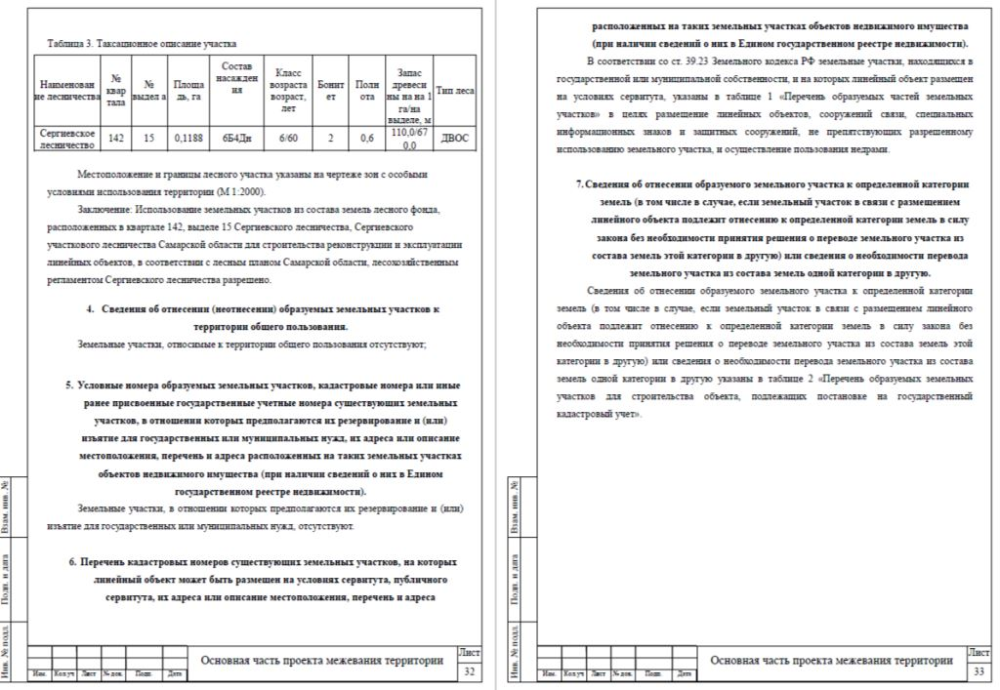 Таблица 3. Таксационное описание участка
Наименован
ие лесничества
№
квар
тала
№
выдел а
Площа
дь, га
Состав
насажден
ия
Класс
возраста
возраст,
лет
Бонит
ет
Полн
ота
Запас
древеси
ны на на 1
га/на
выделе, м
Тип леса
Сергиевское
лесничество
142
15
0,1188
6Б4Дн
6/60
2
0,6
110,0/67
0,0
ДВОС
Местоположение и границы лесного участка указаны на чертеже зон с особыми
условиями использования территории (М 1:2000).
Заключение: Использование земельных участков из состава земель лесного фонда,
расположенных в квартале 142, выделе 15 Сергиевского лесничества, Сергиевского
участкового лесничества Самарской области для строительства реконструкции и эксплуатации
линейных объектов, в соответствии с лесным планом Самарской области, лесохозяйственным
регламентом Сергиевского лесничества разрешено.
4. Сведения об отнесении (неотнесении) образуемых земельных участков к
территории общего пользования.
Земельные участки, относимые к территории общего пользования отсутствуют;
5. Условные номера образуемых земельных участков, кадастровые номера или иные
ранее присвоенные государственные учетные номера существующих земельных
участков, в отношении которых предполагаются их резервирование и (или)
изъятие для государственных или муниципальных нужд, их адреса или описание
местоположения, перечень и адреса расположенных на таких земельных участках
объектов недвижимого имущества (при наличии сведений о них в Едином
государственном реестре недвижимости).
Земельные участки, в отношении которых предполагаются их резервирование и (или)
изъятие для государственных или муниципальных нужд, отсутствуют.
6. Перечень кадастровых номеров существующих земельных участков, на которых
линейный объект может быть размещен на условиях сервитута, публичного
сервитута, их адреса или описание местоположения, перечень и адреса
Взам. инв. №
Подп. и дата
Инв. № подл.
Изм.
Кол.уч
Лист
№ док.
Подп.
Дата
Основная часть проекта межевания территории
Лист
32
расположенных на таких земельных участках объектов недвижимого имущества
(при наличии сведений о них в Едином государственном реестре недвижимости).
В соответствии со ст. 39.23 Земельного кодекса РФ земельные участки, находящихся в
государственной или муниципальной собственности, и на которых линейный объект размещен
на условиях сервитута, указаны в таблице 1 «Перечень образуемых частей земельных
участков» в целях размещение линейных объектов, сооружений связи, специальных
информационных знаков и защитных сооружений, не препятствующих разрешенному
использованию земельного участка, и осуществление пользования недрами.
7. Сведения об отнесении образуемого земельного участка к определенной категории
земель (в том числе в случае, если земельный участок в связи с размещением
линейного объекта подлежит отнесению к определенной категории земель в силу
закона без необходимости принятия решения о переводе земельного участка из
состава земель этой категории в другую) или сведения о необходимости перевода
земельного участка из состава земель одной категории в другую.
Сведения об отнесении образуемого земельного участка к определенной категории
земель (в том числе в случае, если земельный участок в связи с размещением линейного
объекта подлежит отнесению к определенной категории земель в силу закона без
необходимости принятия решения о переводе земельного участка из состава земель этой
категории в другую) или сведения о необходимости перевода земельного участка из состава
земель одной категории в другую указаны в таблице 2 «Перечень образуемых земельных
участков для строительства объекта, подлежащих постановке на государственный
кадастровый учет».
Взам. инв. №
Подп. и дата
Инв. № подл.
Изм.
Кол.уч
Лист
№ док.
Подп.
Дата
Основная часть проекта межевания территории
Лист
33